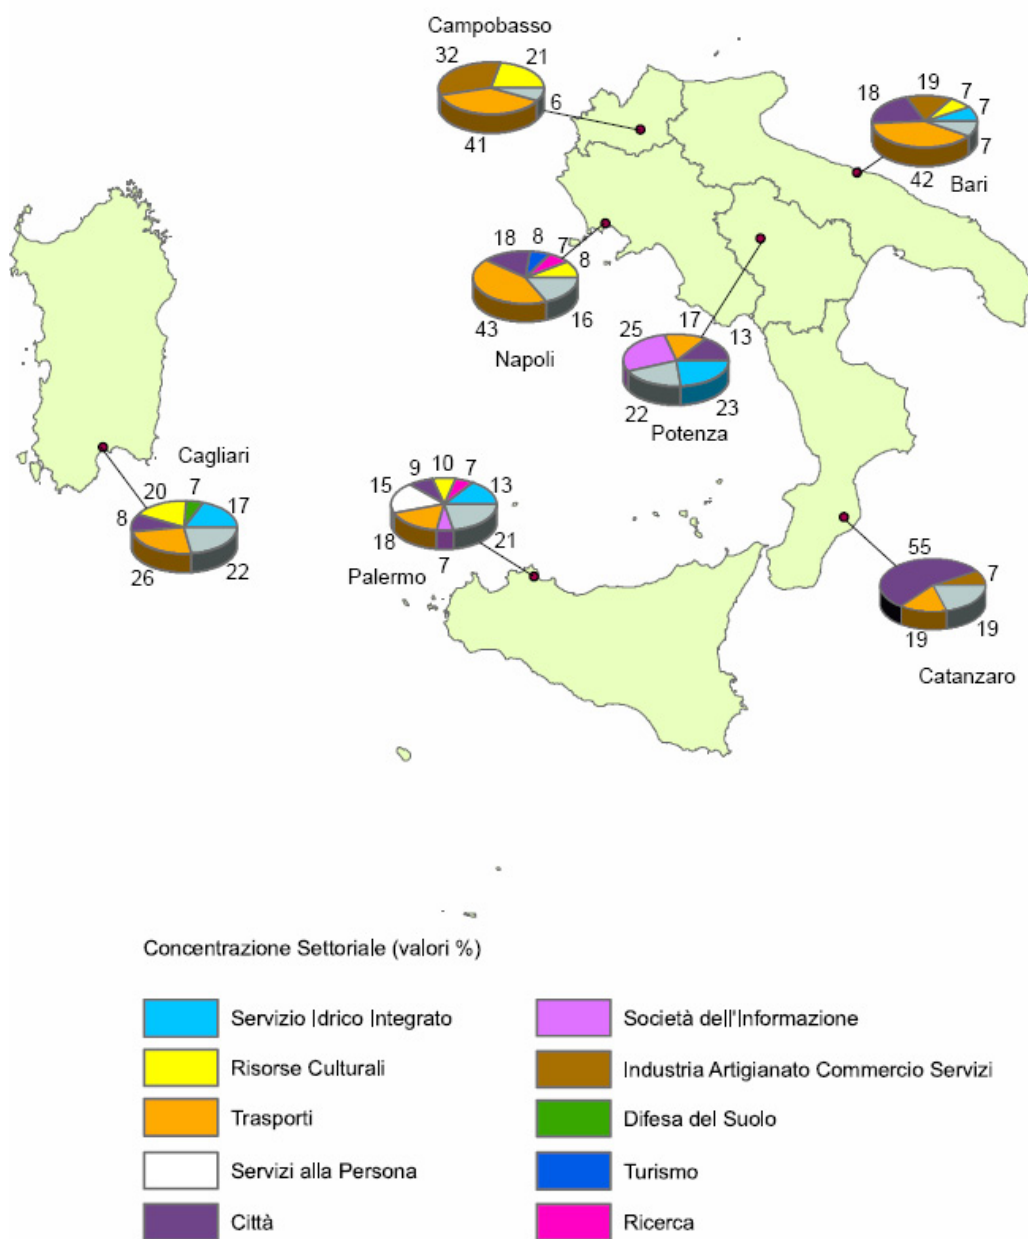 Campobasso
32
21
6
41
18
19
7
7
7
42
Bari
18
8
7
8
43
16
Napoli
25
17
13
22
23
Potenza
Cagliari
20
7
17
8
26
22
15
9
10
7
13
18
7
21
Palermo
55
7
19
19
Catanzaro
Concentrazione Settoriale (valori %)
Servizio Idrico Integrato
Risorse Culturali
Trasporti
Servizi alla Persona
Città
Società dell'Informazione
Industria Artigianato Commercio Servizi
Difesa del Suolo
Turismo
Ricerca